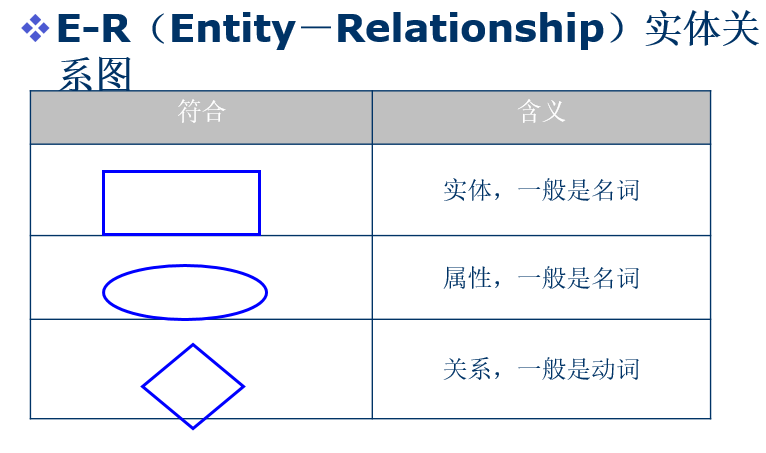 E-R（Entity－Relationship）实体关
系图
符合
含义
实体，一般是名词
属性，一般是名词
关系，一般是动词